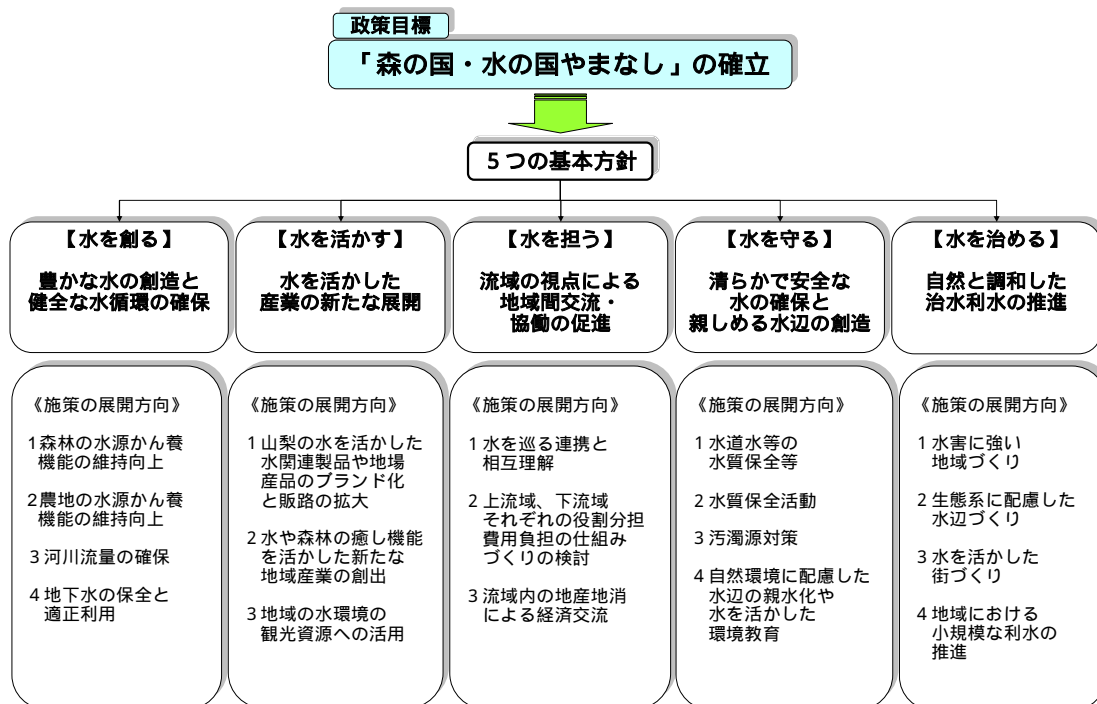 政策目標
「森の国・水の国やまなし」の確立
5つの基本方針
【水を創る】
豊かな水の創造と
健全な水循環の確保
【水を活かす】
水を活かした
産業の新たな展開
【水を担う】
流域の視点による
地域間交流・
協働の促進
【水を守る】
清らかで安全な
水の確保と
親しめる水辺の創造
【水を治める】
自然と調和した
治水利水の推進
《施策の展開方向》
1森林の水源かん養
機能の維持向上
2農地の水源かん養
機能の維持向上
3河川流量の確保
4地下水の保全と
適正利用
《施策の展開方向》
1山梨の水を活かした
水関連製品や地場
産品のブランド化
と販路の拡大
2水や森林の癒し機能
を活かした新たな
地域産業の創出
3地域の水環境の
観光資源への活用
《施策の展開方向》
1水を巡る連携と
相互理解
2上流域、下流域
それぞれの役割分担
費用負担の仕組み
づくりの検討
3流域内の地産地消
による経済交流
《施策の展開方向》
1水道水等の
水質保全等
2水質保全活動
3汚濁源対策
4自然環境に配慮した
水辺の親水化や
水を活かした
環境教育
《施策の展開方向》
1水害に強い
地域づくり
2生態系に配慮した
水辺づくり
3水を活かした
街づくり
4地域における
小規模な利水の
推進